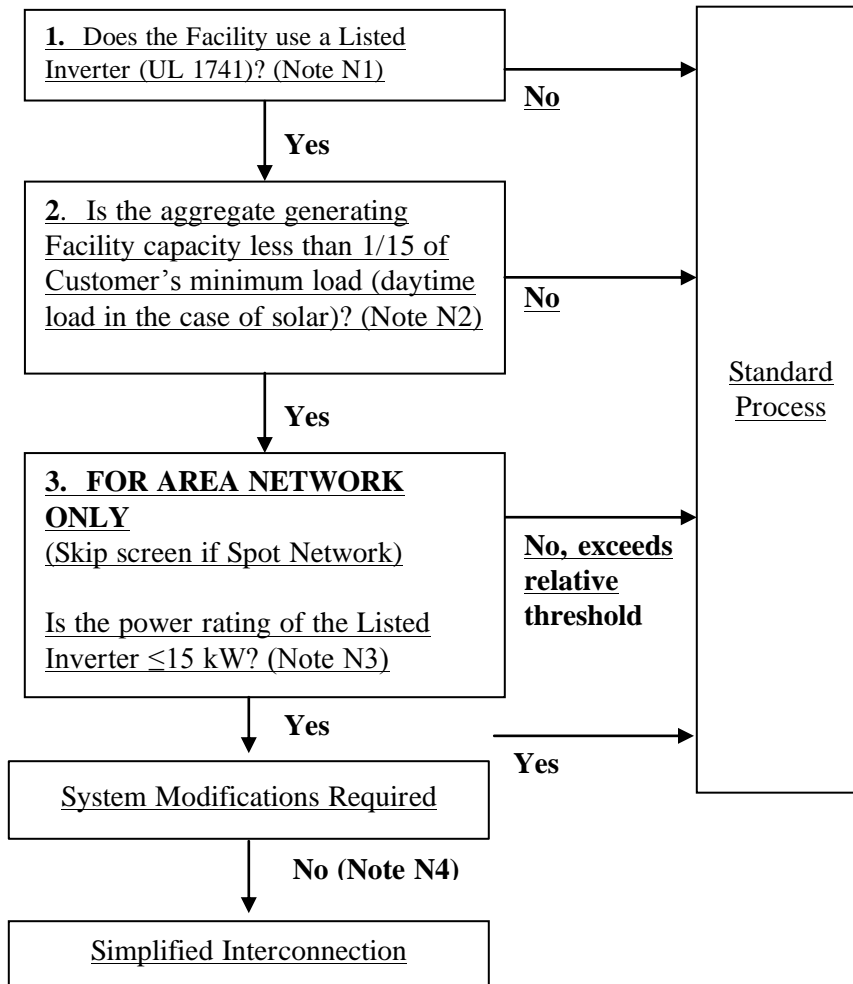 1. Does the Facility use a Listed
Inverter (UL 1741)? (Note N1)
No
Yes
2. Is the aggregate generating
Facility capacity less than 1/15 of
Customer’s minimum load (daytime
load in the case of solar)? (Note N2)
No
Yes
Standard
Process
3. FOR AREA NETWORK
ONLY
(Skip screen if Spot Network)
Is the power rating of the Listed
Inverter ≤15 kW? (Note N3)
No, exceeds
relative
threshold
Yes
Yes
System Modifications Required
No (Note N4)
Simplified Interconnection